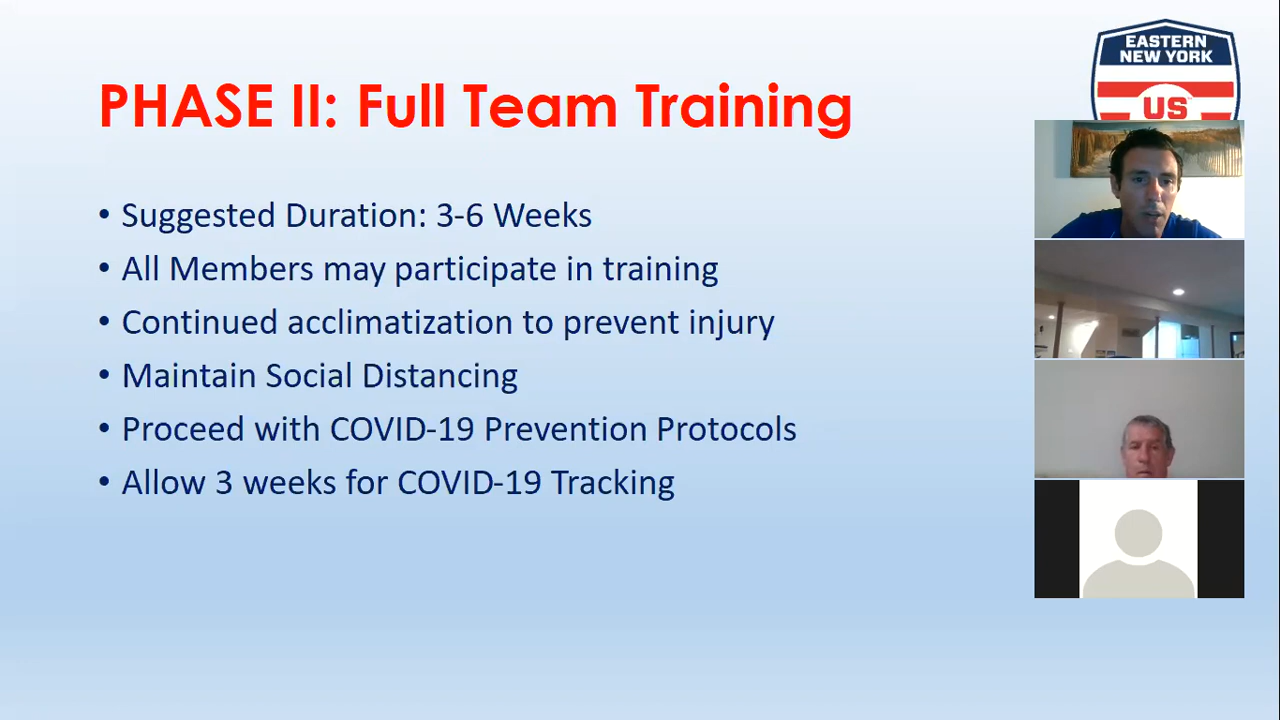 EASTERN
NEW YORK
US
PHASE II: Full Team Training
• Suggested Duration: 3-6 Weeks
• All Members may participate in training
• Continued acclimatization to prevent injury
• Maintain Social Distancing
• Proceed with COVID-19 Prevention Protocols
• Allow 3 weeks for COVID-19 Tracking